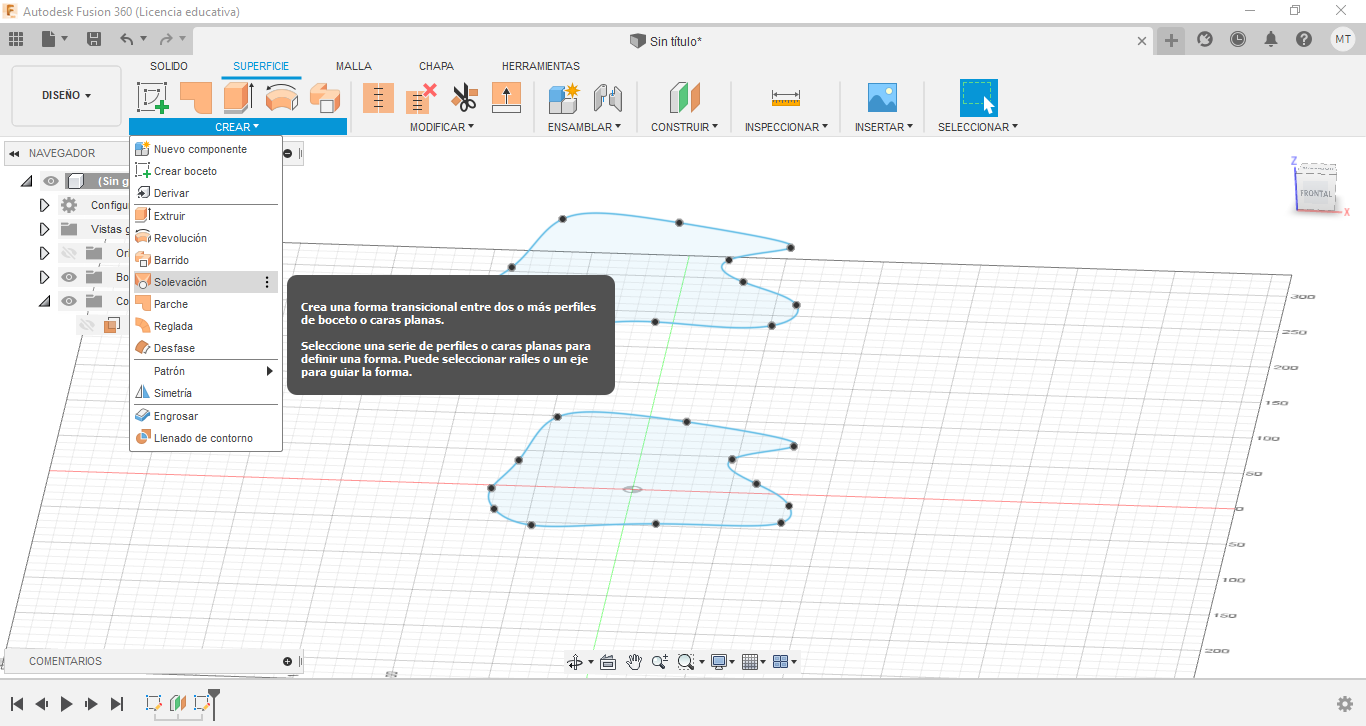 Autodesk Fusion 360 (Licencia educativa)
Sin título*
MT
DISEÑO
SOLIDO
SUPERFICIE
MALLA
CHAPA
HERRAMIENTAS
CREAR
MODIFICAR
ENSAMBLAR
CONSTRUIR
INSPECCIONAR
INSERTAR
SELECCIONAR
NAVEGADOR
(Sin g
Configu
Vistas g
Or
Bo
Co
Nuevo componente
Crear boceto
Derivar
Extruir
Revolución
Barrido
Solevación
Parche
Reglada
Desfase
Patrón
Simetría
Engrosar
Llenado de contorno
Crea una forma transicional entre dos o más perfiles
de boceto o caras planas.
Seleccione una serie de perfiles o caras planas para
definir una forma. Puede seleccionar raíles o un eje
para guiar la forma.
Z
FRONTAL
X
300
250
200
150
100
50
0
50
100
150
200
COMENTARIOS